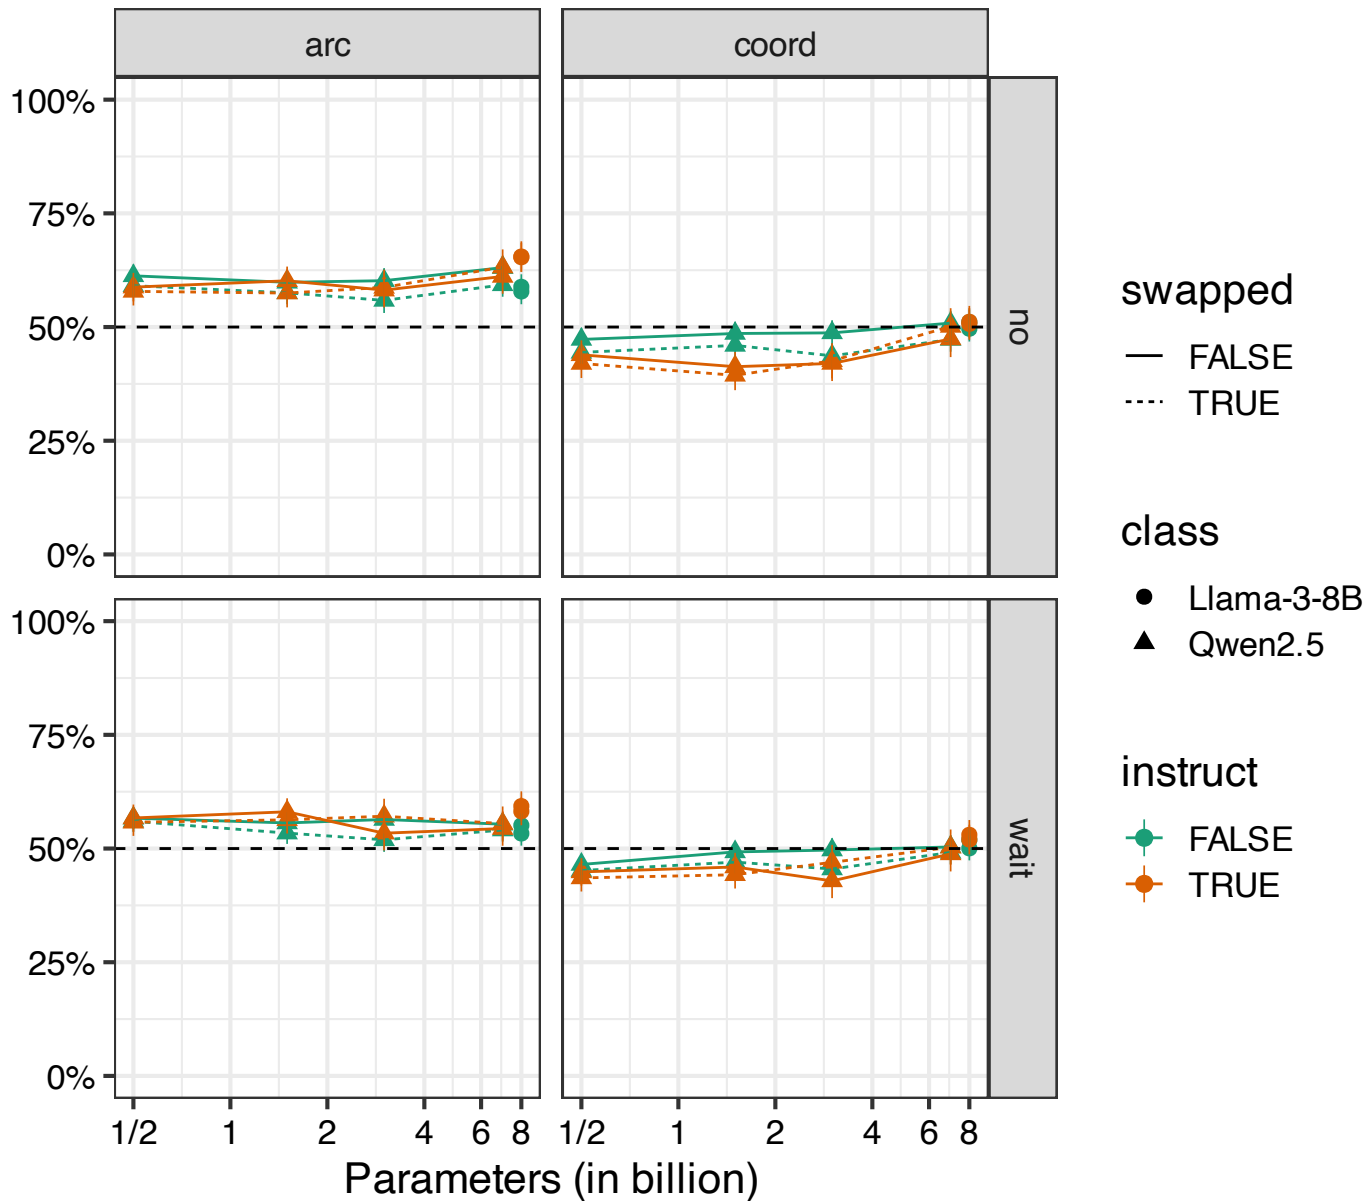 arc
coord
100%
75%
50%
25%
0%
no
100%
75%
50%
25%
0%
wait
1/2 1 2 4 6 8
1/2 1 2 4 6 8
Parameters (in billion)
swapped
FALSE
TRUE
class
Llama-3-8B
Qwen2.5
instruct
FALSE
TRUE